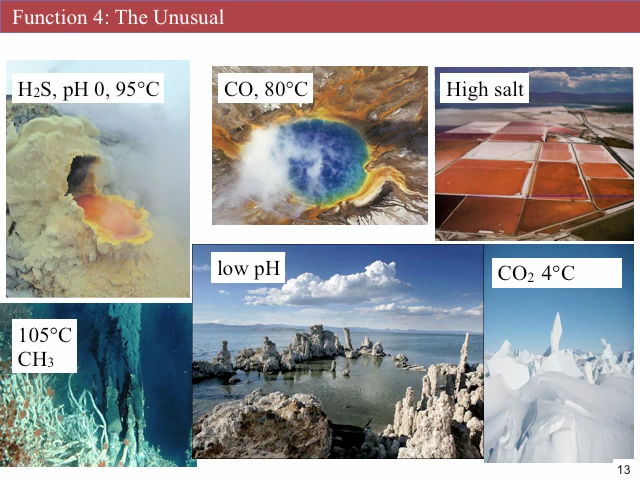 Function 4: The Unusual
H₂S, pH 0, 95°C
CO, 80°C
High salt
low pH
CO₂ 4°C
105°C
CH₃
13